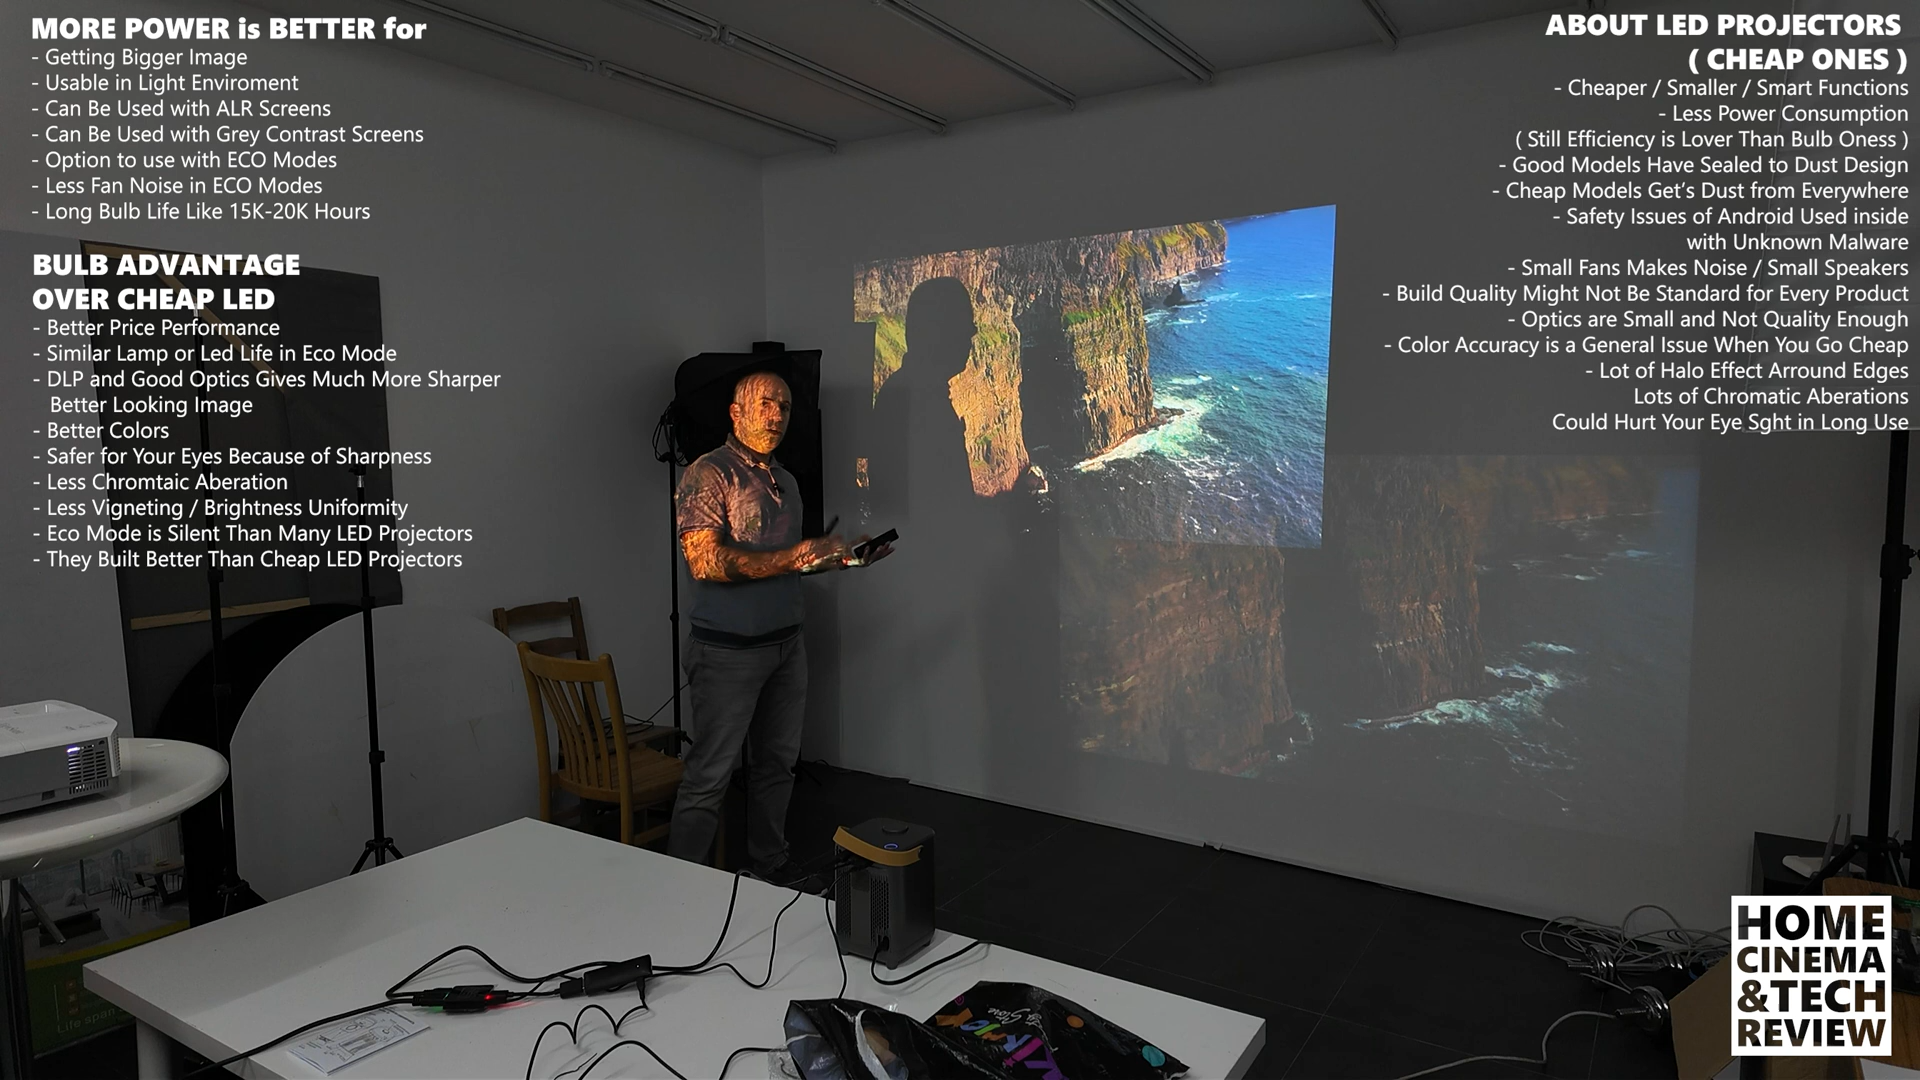 MORE POWER is BETTER for
- Getting Bigger Image
- Usable in Light Enviroment
- Can Be Used with ALR Screens
- Can Be Used with Grey Contrast Screens
- Option to use with ECO Modes
- Less Fan Noise in ECO Modes
- Long Bulb Life Like 15K-20K Hours
BULB ADVANTAGE
OVER CHEAP LED
- Better Price Performance
- Similar Lamp or Led Life in Eco Mode
- DLP and Good Optics Gives Much More Sharper
Better Looking Image
- Better Colors
- Safer for Your Eyes Because of Sharpness
- Less Chromtaic Aberation
- Less Vigneting / Brightness Uniformity
- Eco Mode is Silent Than Many LED Projectors
- They Built Better Than Cheap LED Projectors
ABOUT LED PROJECTORS
( CHEAP ONES )
- Cheaper / Smaller / Smart Functions
- Less Power Consumption
( Still Efficiency is Lover Than Bulb Oness )
- Good Models Have Sealed to Dust Design
- Cheap Models Get's Dust from Everywhere
- Safety Issues of Android Used inside
with Unknown Malware
- Small Fans Makes Noise / Small Speakers
- Build Quality Might Not Be Standard for Every Product
- Optics are Small and Not Quality Enough
- Color Accuracy is a General Issue When You Go Cheap
- Lot of Halo Effect Arround Edges
Lots of Chromatic Aberations
Could Hurt Your Eye Sght in Long Use
Life span
HOME
CINEMA
&TECH
REVIEW